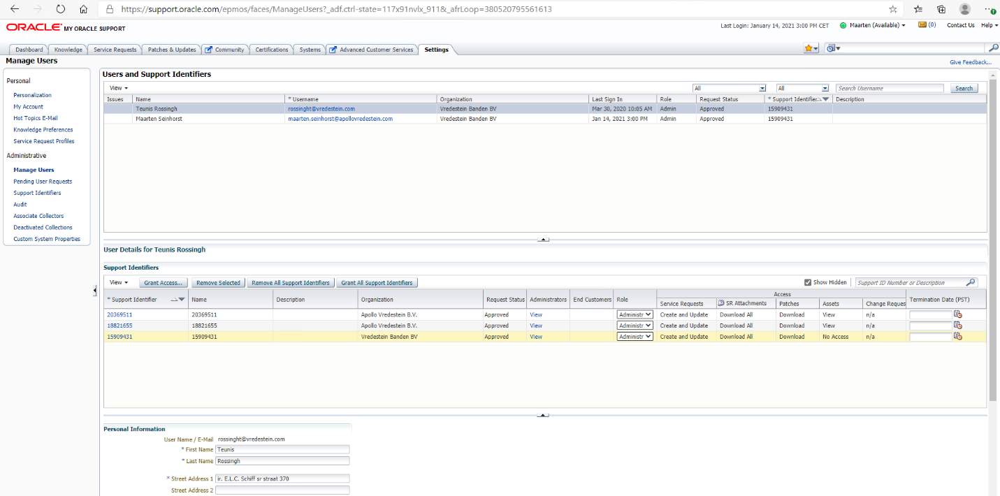 https://support.oracle.com/epmos/faces/ManageUsers?_adf.ctrl-state=117x91nvlx_911&_afrLoop=380520795561613
ORACLE MY ORACLE SUPPORT
Last Login: January 14, 2021 3:00 PM CET Maarten (Available) (0) Contact Us Help
Dashboard Knowledge Service Requests Patches & Updates Community Certifications Systems Advanced Customer Services Settings
Manage Users
Give Feedback...
Personal
Personalization
My Account
Hot Topics E-Mail
Knowledge Preferences
Service Request Profiles
Administrative
Manage Users
Pending User Requests
Support Identifiers
Audit
Associate Collectors
Deactivated Collections
Custom System Properties
Users and Support Identifiers
View All All Search Username Search
Issues Name * Username Organization Last Sign In Role Request Status * Support Identifier Description
Teunis Rossingh rossinght@vredestein.com Vredestein Banden BV Mar 30, 2020 10:05 AM Admin Approved 15909431
Maarten Seinhorst maarten.seinhorst@apollovredestein.com Vredestein Banden BV Jan 14, 2021 3:00 PM Admin Approved 15909431
User Details for Teunis Rossingh
Support Identifiers
View Grant Access... Remove Selected Remove All Support Identifiers Grant All Support Identifiers Show Hidden Support ID Number or Description
* Support Identifier Name Description Organization Request Status Administrators End Customers Role Access Termination Date (PST)
Service Requests SR Attachments Patches Assets Change Reques
20369511 20369511 Apollo Vredestein B.V. Approved View Administr Create and Update Download All Download View n/a
18821655 18821655 Apollo Vredestein B.V. Approved View Administr Create and Update Download All Download View n/a
15909431 15909431 Vredestein Banden BV Approved View Administr Create and Update Download All Download No Access n/a
Personal Information
User Name / E-Mail rossinght@vredestein.com
* First Name Teunis
* Last Name Rossingh
* Street Address 1 ir. E.L.C. Schiff sr straat 370
Street Address 2